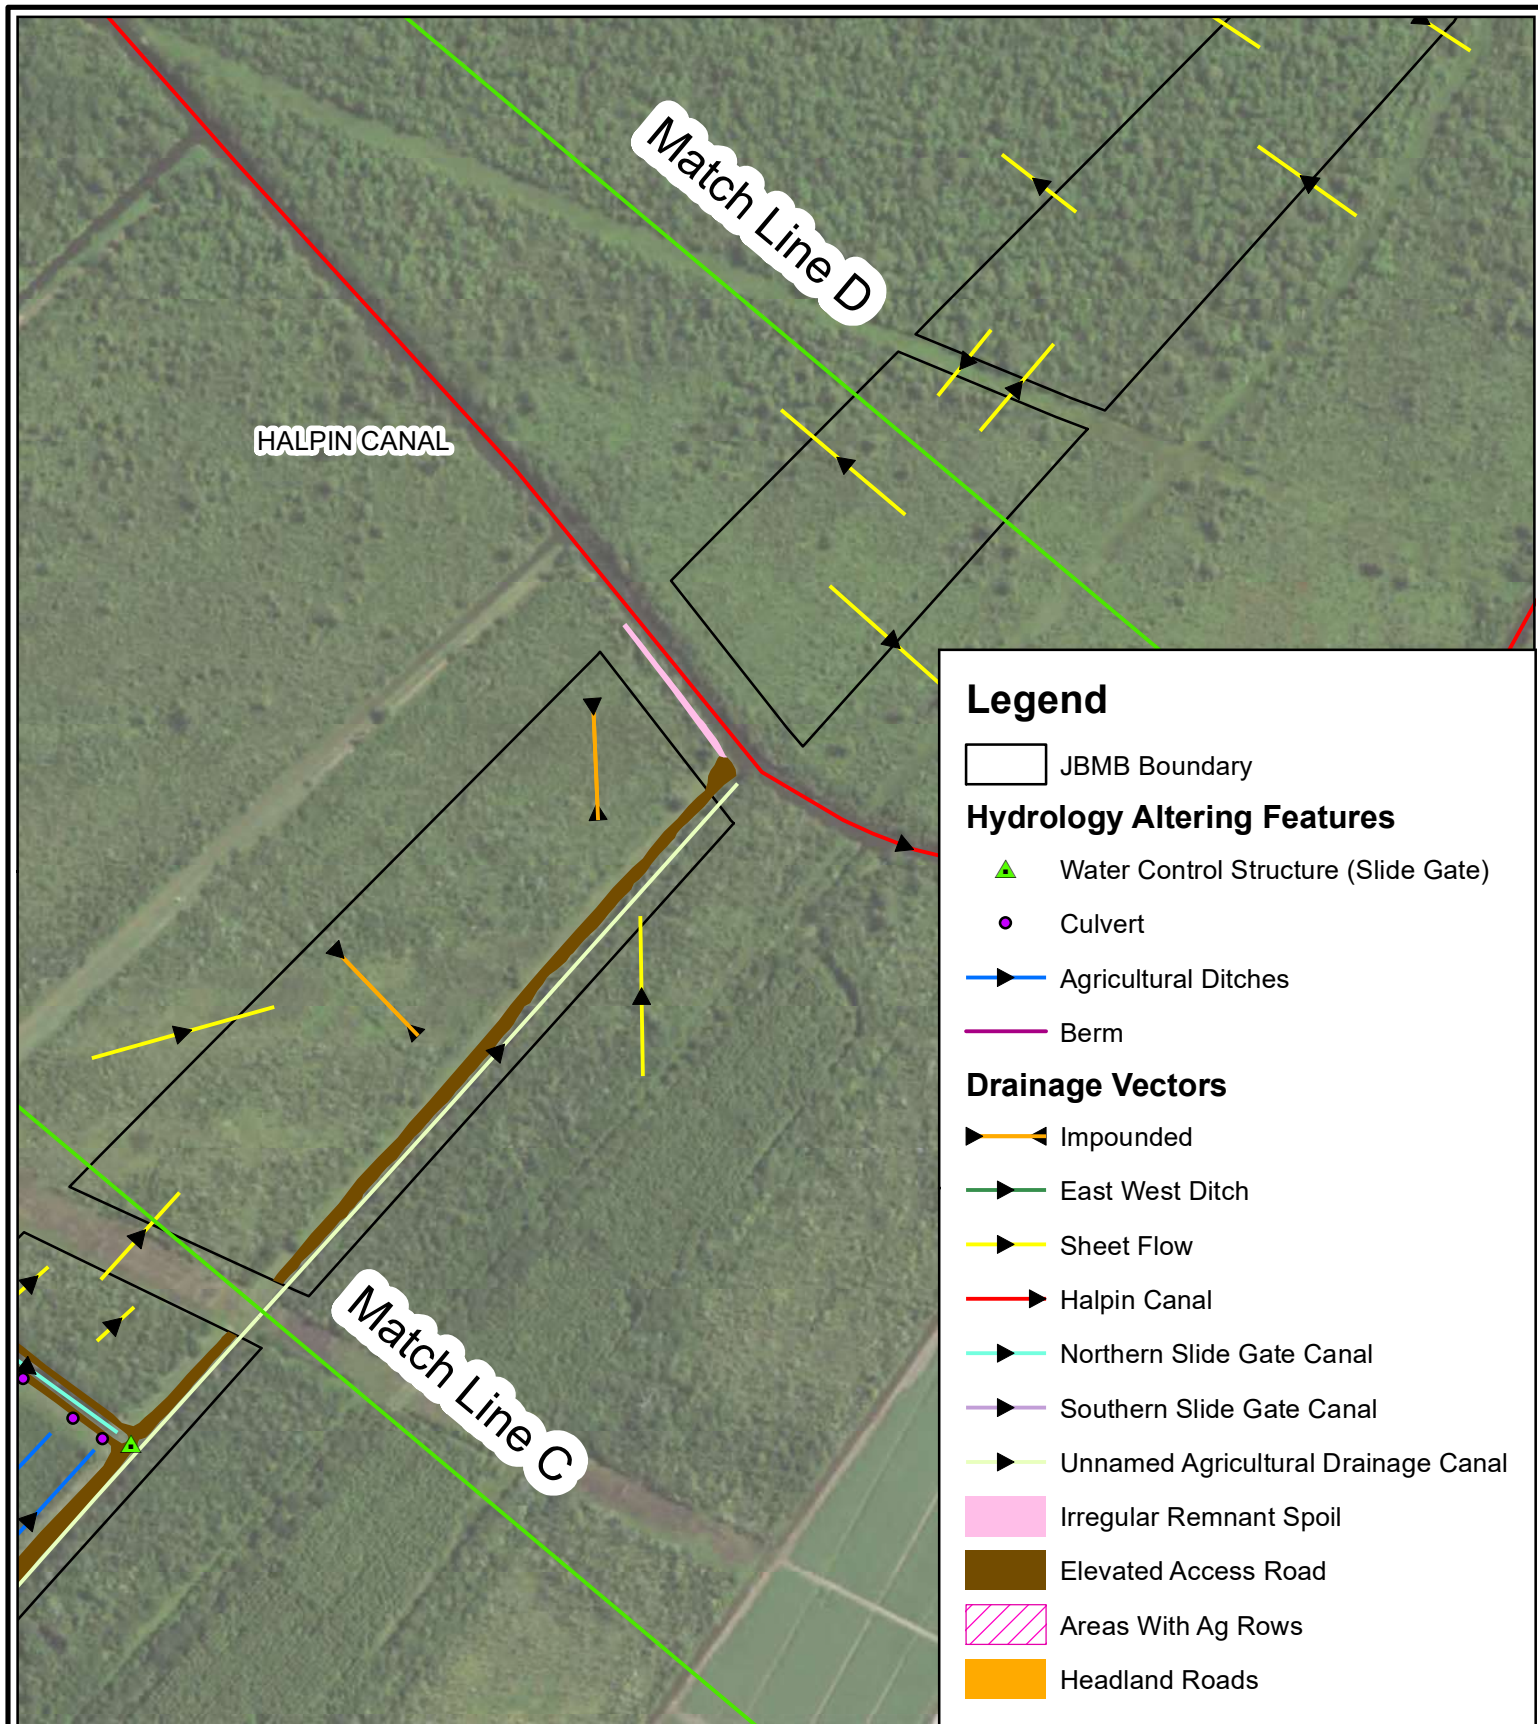 Match Line D
HALPIN CANAL
Match Line C
Legend
JBMB Boundary
Hydrology Altering Features
Water Control Structure (Slide Gate)
Culvert
Agricultural Ditches
Berm
Drainage Vectors
Impounded
East West Ditch
Sheet Flow
Halpin Canal
Northern Slide Gate Canal
Southern Slide Gate Canal
Unnamed Agricultural Drainage Canal
Irregular Remnant Spoil
Elevated Access Road
Areas With Ag Rows
Headland Roads